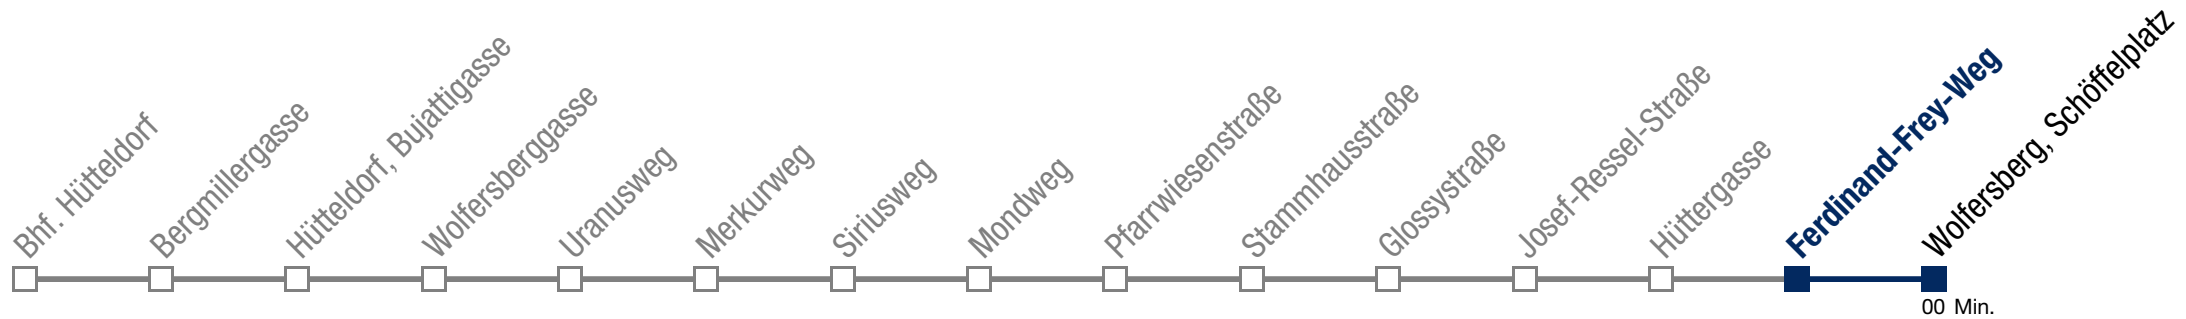 Bhf. Hütteldorf
Bergmillergasse
Hütteldorf, Bujattigasse
Wolfersberggasse
Uranusweg
Merkurweg
Siriusweg
Mondweg
Pfarrwiesenstraße
Stammhausstraße
Glossystraße
Josef-Ressel-Straße
Hüttergasse
Ferdinand-Frey-Weg
Wolfersberg, Schöffelplatz
00 Min.